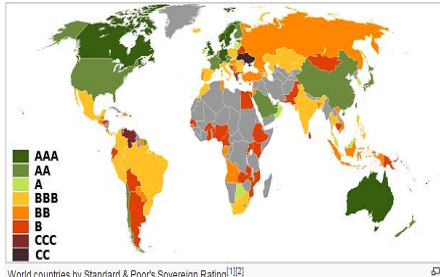 AAA
AA
A
BBB
BB
B
CCC
CC
World countries by Standard & Poor's Sovereign Rating[1][2]